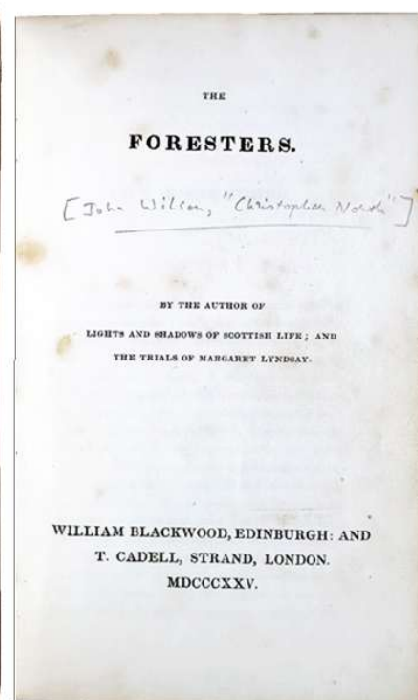 THE
FORESTERS.
[John Wilson, "Christopher North"]
BY THE AUTHOR OF
LIGHTS AND SHADOWS OF SCOTTISH LIFE; AND
THE TRIALS OF MARGARET LYNDSAY.
WILLIAM BLACKWOOD, EDINBURGH: AND
T. CADELL, STRAND, LONDON.
MDCCCXXV.